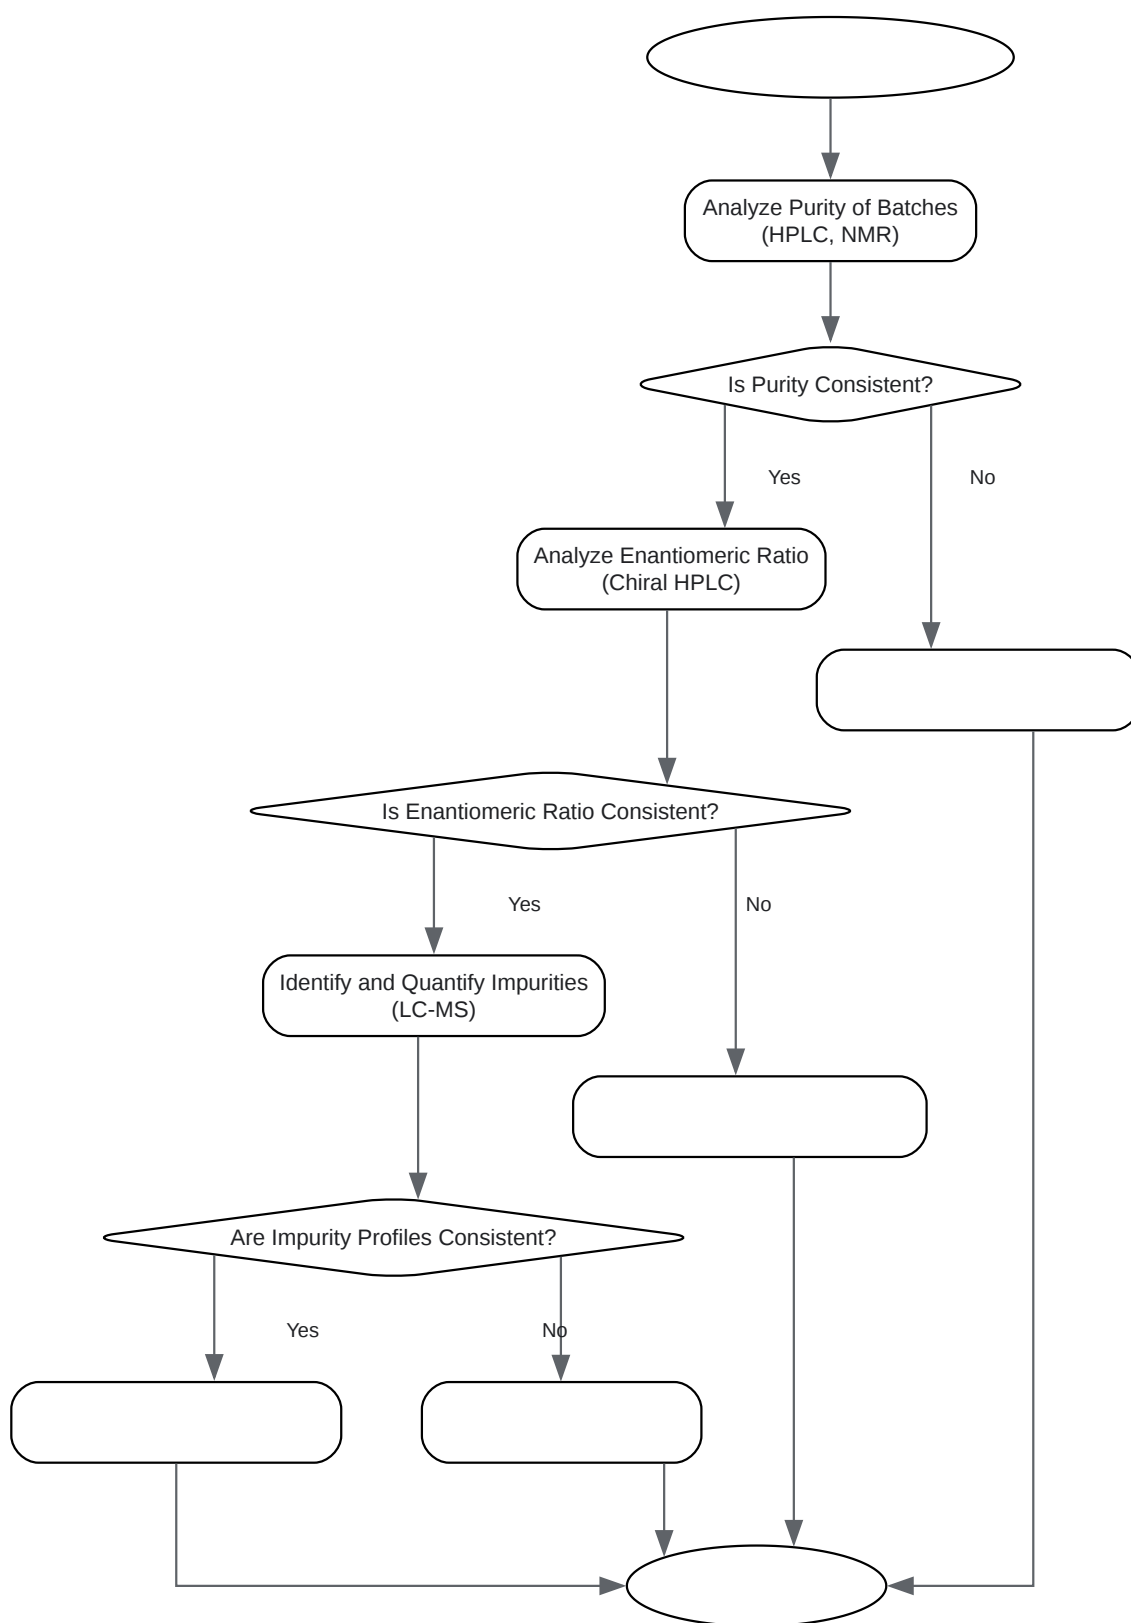 Analyze Purity of Batches
(HPLC, NMR)
Is Purity Consistent?
Yes
No
Analyze Enantiomeric Ratio
(Chiral HPLC)
Is Enantiomeric Ratio Consistent?
Yes
No
Identify and Quantify Impurities
(LC-MS)
Are Impurity Profiles Consistent?
Yes
No